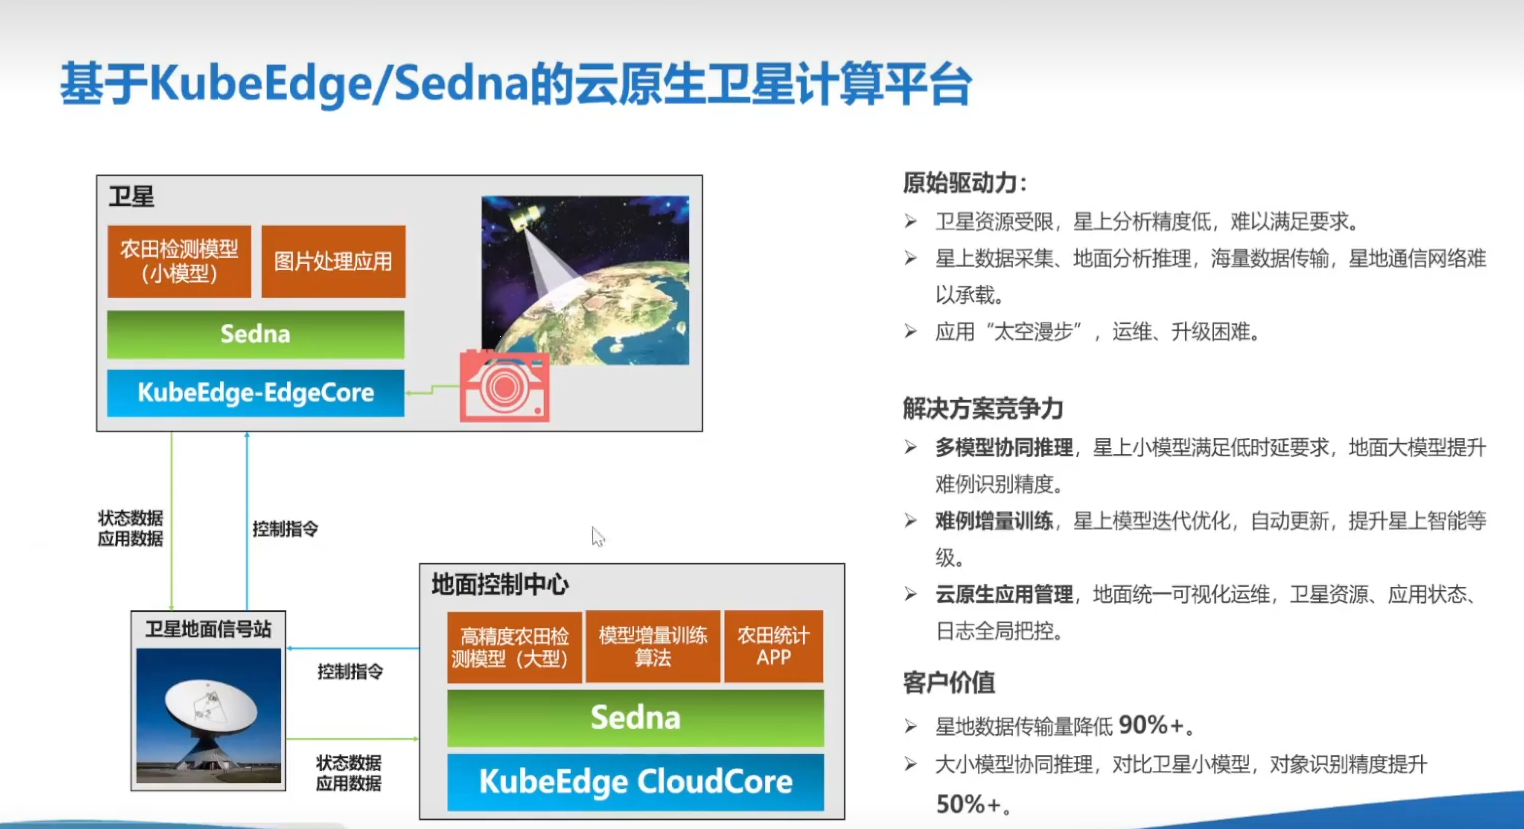 基于KubeEdge/Sedna的云原生卫星计算平台
卫星
农田检测模型
（小模型）
图片处理应用
Sedna
KubeEdge-EdgeCore
状态数据
应用数据
控制指令
卫星地面信号站
控制指令
状态数据
应用数据
地面控制中心
高精度农田检
测模型（大型）
模型增量训练
算法
农田统计
APP
Sedna
KubeEdge CloudCore
原始驱动力：
➢ 卫星资源受限，星上分析精度低，难以满足要求。
➢ 星上数据采集、地面分析推理，海量数据传输，星地通信网络难
以承载。
➢ 应用“太空漫步”，运维、升级困难。
解决方案竞争力
➢ 多模型协同推理，星上小模型满足低时延要求，地面大模型提升
难例识别精度。
➢ 难例增量训练，星上模型迭代优化，自动更新，提升星上智能等
级。
➢ 云原生应用管理，地面统一可视化运维，卫星资源、应用状态、
日志全局把控。
客户价值
➢ 星地数据传输量降低 90%+。
➢ 大小模型协同推理，对比卫星小模型，对象识别精度提升
50%+。